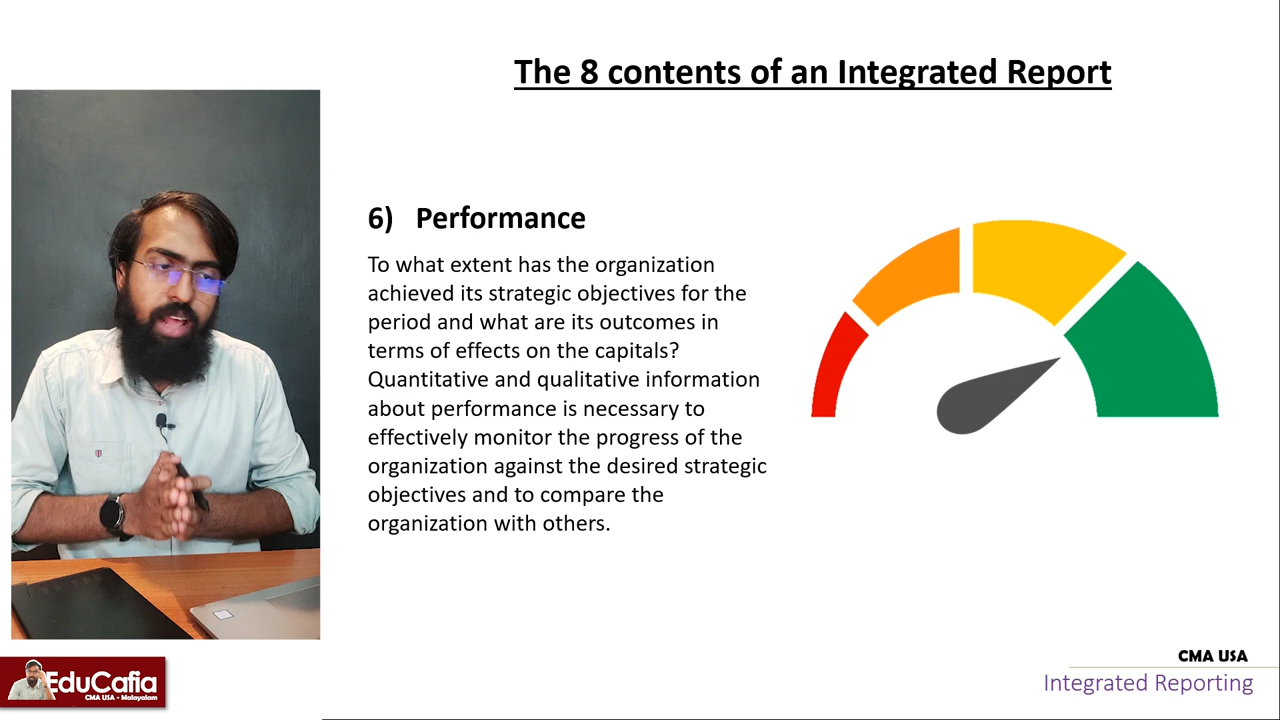 The 8 contents of an Integrated Report
6) Performance
To what extent has the organization
achieved its strategic objectives for the
period and what are its outcomes in
terms of effects on the capitals?
Quantitative and qualitative information
about performance is necessary to
effectively monitor the progress of the
organization against the desired strategic
objectives and to compare the
organization with others.
EduCafia
CMA USA - Malayalam
CMA USA
Integrated Reporting